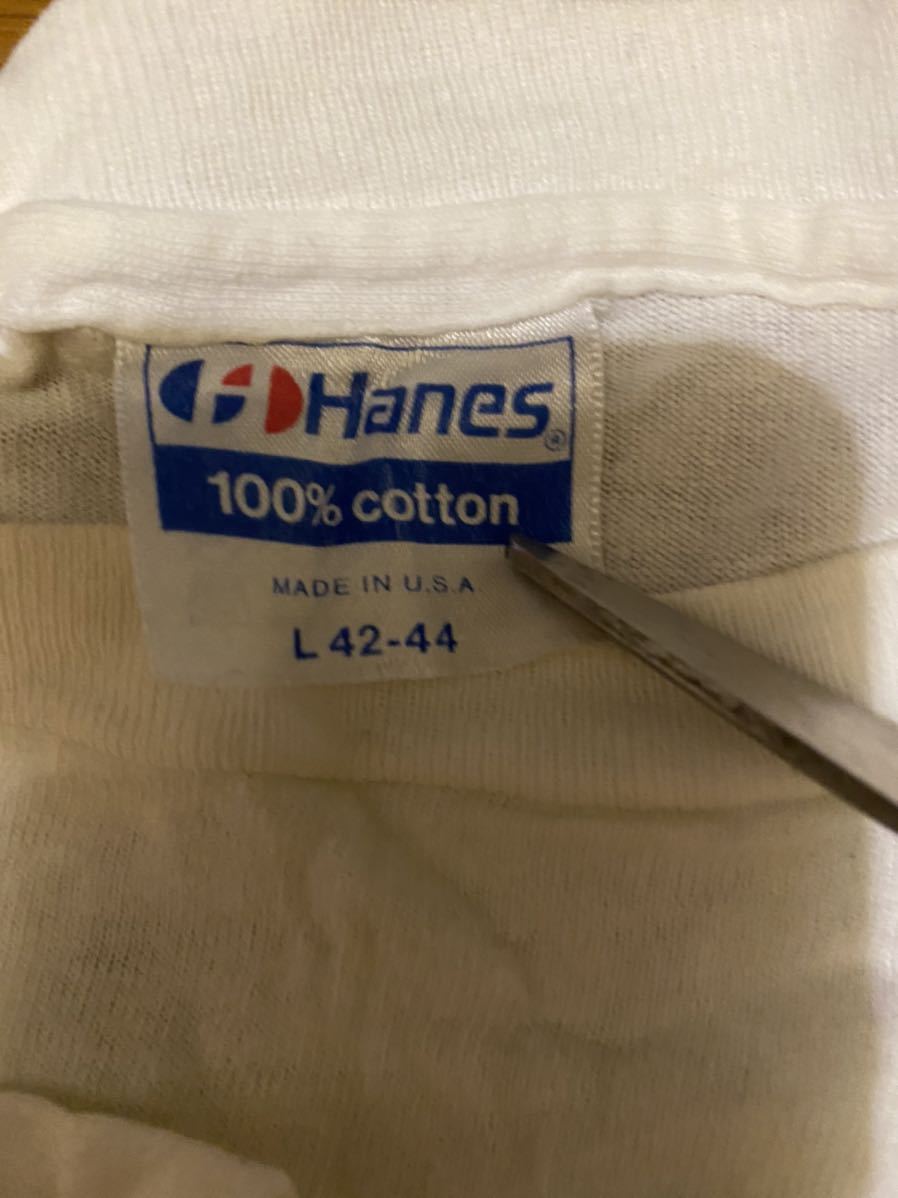 Hanes®
100% cotton
MADE IN U.S.A
L 42-44